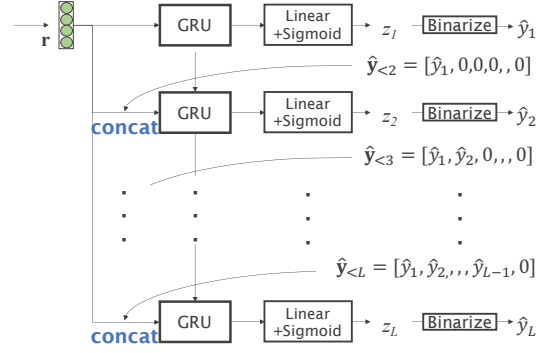 r
GRU
Linear
+Sigmoid
z₁
Binarize
ŷ₁
ŷ<2 = [ŷ₁, 0,0,0, , 0]
concat
GRU
Linear
+Sigmoid
z₂
Binarize
ŷ₂
ŷ<3 = [ŷ₁, ŷ₂, 0, , , 0]
ŷ<L = [ŷ₁, ŷ₂, , , ŷL−1, 0]
concat
GRU
Linear
+Sigmoid
zL
Binarize
ŷL